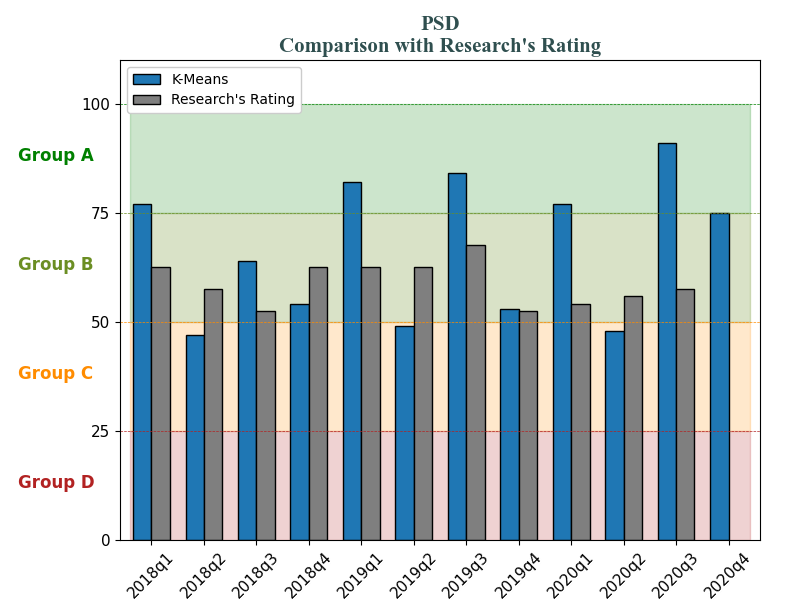 PSD
Comparison with Research's Rating
K-Means
Research's Rating
100
Group A
75
Group B
50
Group C
25
Group D
0
2018q1
2018q2
2018q3
2018q4
2019q1
2019q2
2019q3
2019q4
2020q1
2020q2
2020q3
2020q4